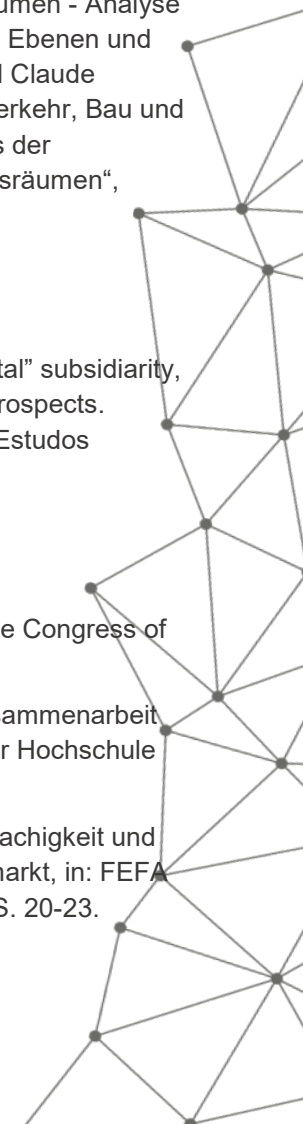 umen - Analyse
Ebenen und
Claude
erkehr, Bau und
der
sräumen“,
tal” subsidiarity,
rospects.
Estudos
e Congress of
sammenarbeit
r Hochschule
achigkeit und
markt, in: FEFA
S. 20-23.